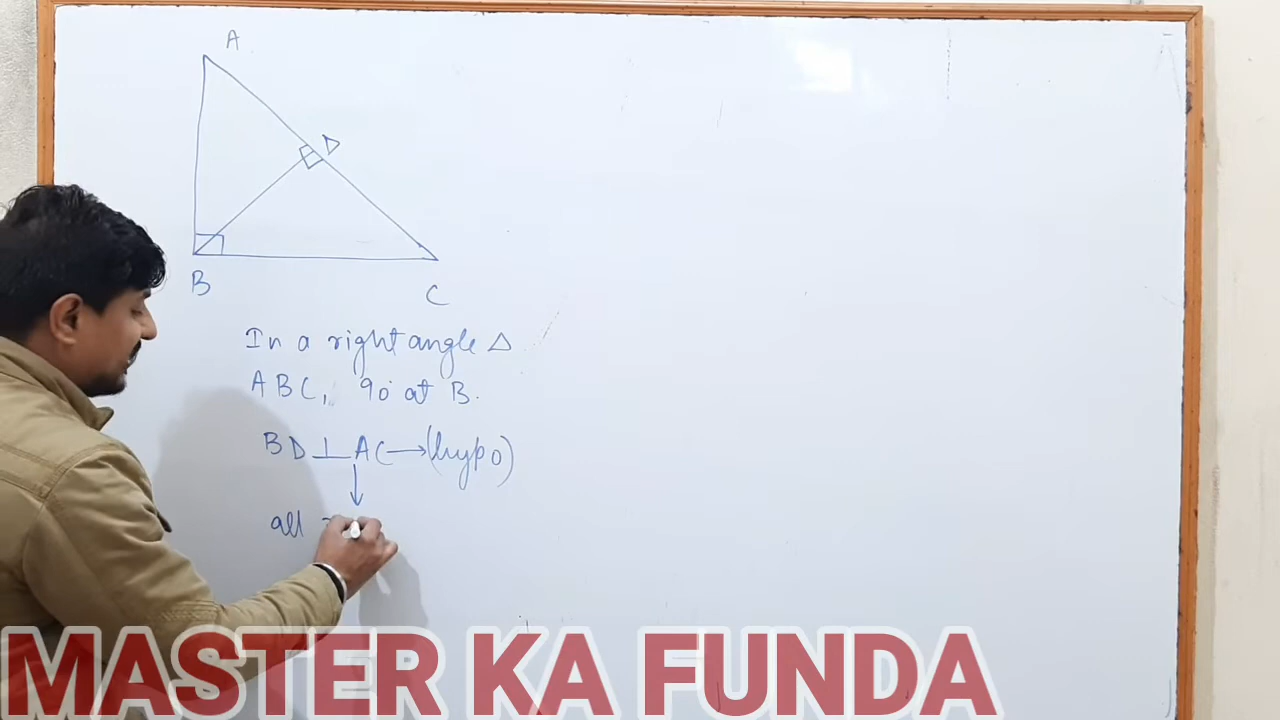 A
D
B
C
In a right angle △
ABC, 90° at B.
BD ⊥ AC → (hypo)
all
MASTER KA FUNDA